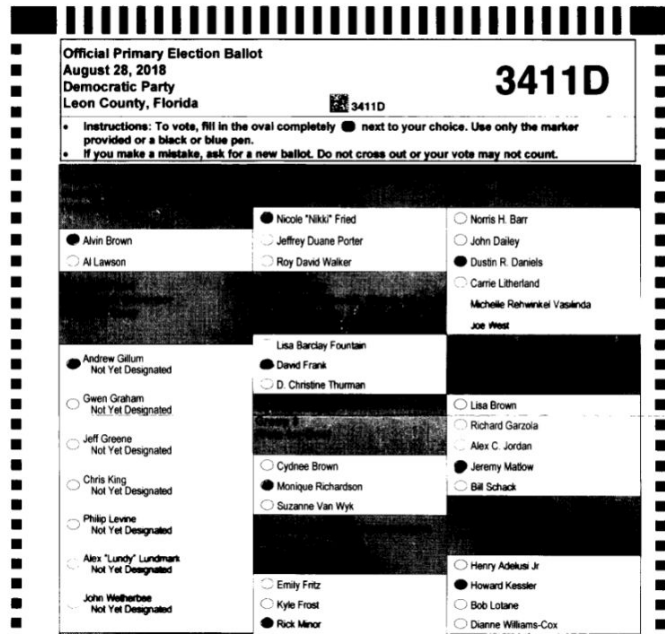 Official Primary Election Ballot
August 28, 2018
Democratic Party
Leon County, Florida
3411D
3411D
• Instructions: To vote, fill in the oval completely next to your choice. Use only the marker
provided or a black or blue pen.
• If you make a mistake, ask for a new ballot. Do not cross out or your vote may not count.
Alvin Brown
Al Lawson
Andrew Gillum
Not Yet Designated
Gwen Graham
Not Yet Designated
Jeff Greene
Not Yet Designated
Chris King
Not Yet Designated
Philip Levine
Not Yet Designated
Alex "Lundy" Lundmark
Not Yet Designated
John Wetherbee
Not Yet Designated
Nicole "Nikki" Fried
Jeffrey Duane Porter
Roy David Walker
Lisa Barclay Fountain
David Frank
D. Christine Thurman
Cydnee Brown
Monique Richardson
Suzanne Van Wyk
Emily Fritz
Kyle Frost
Rick Minor
Norris H. Barr
John Dailey
Dustin R. Daniels
Carrie Litherland
Michelle Rehwinkel Vasilinda
Joe West
Lisa Brown
Richard Garzola
Alex C. Jordan
Jeremy Matlow
Bill Schack
Henry Adelusi Jr
Howard Kessler
Bob Lotane
Dianne Williams-Cox